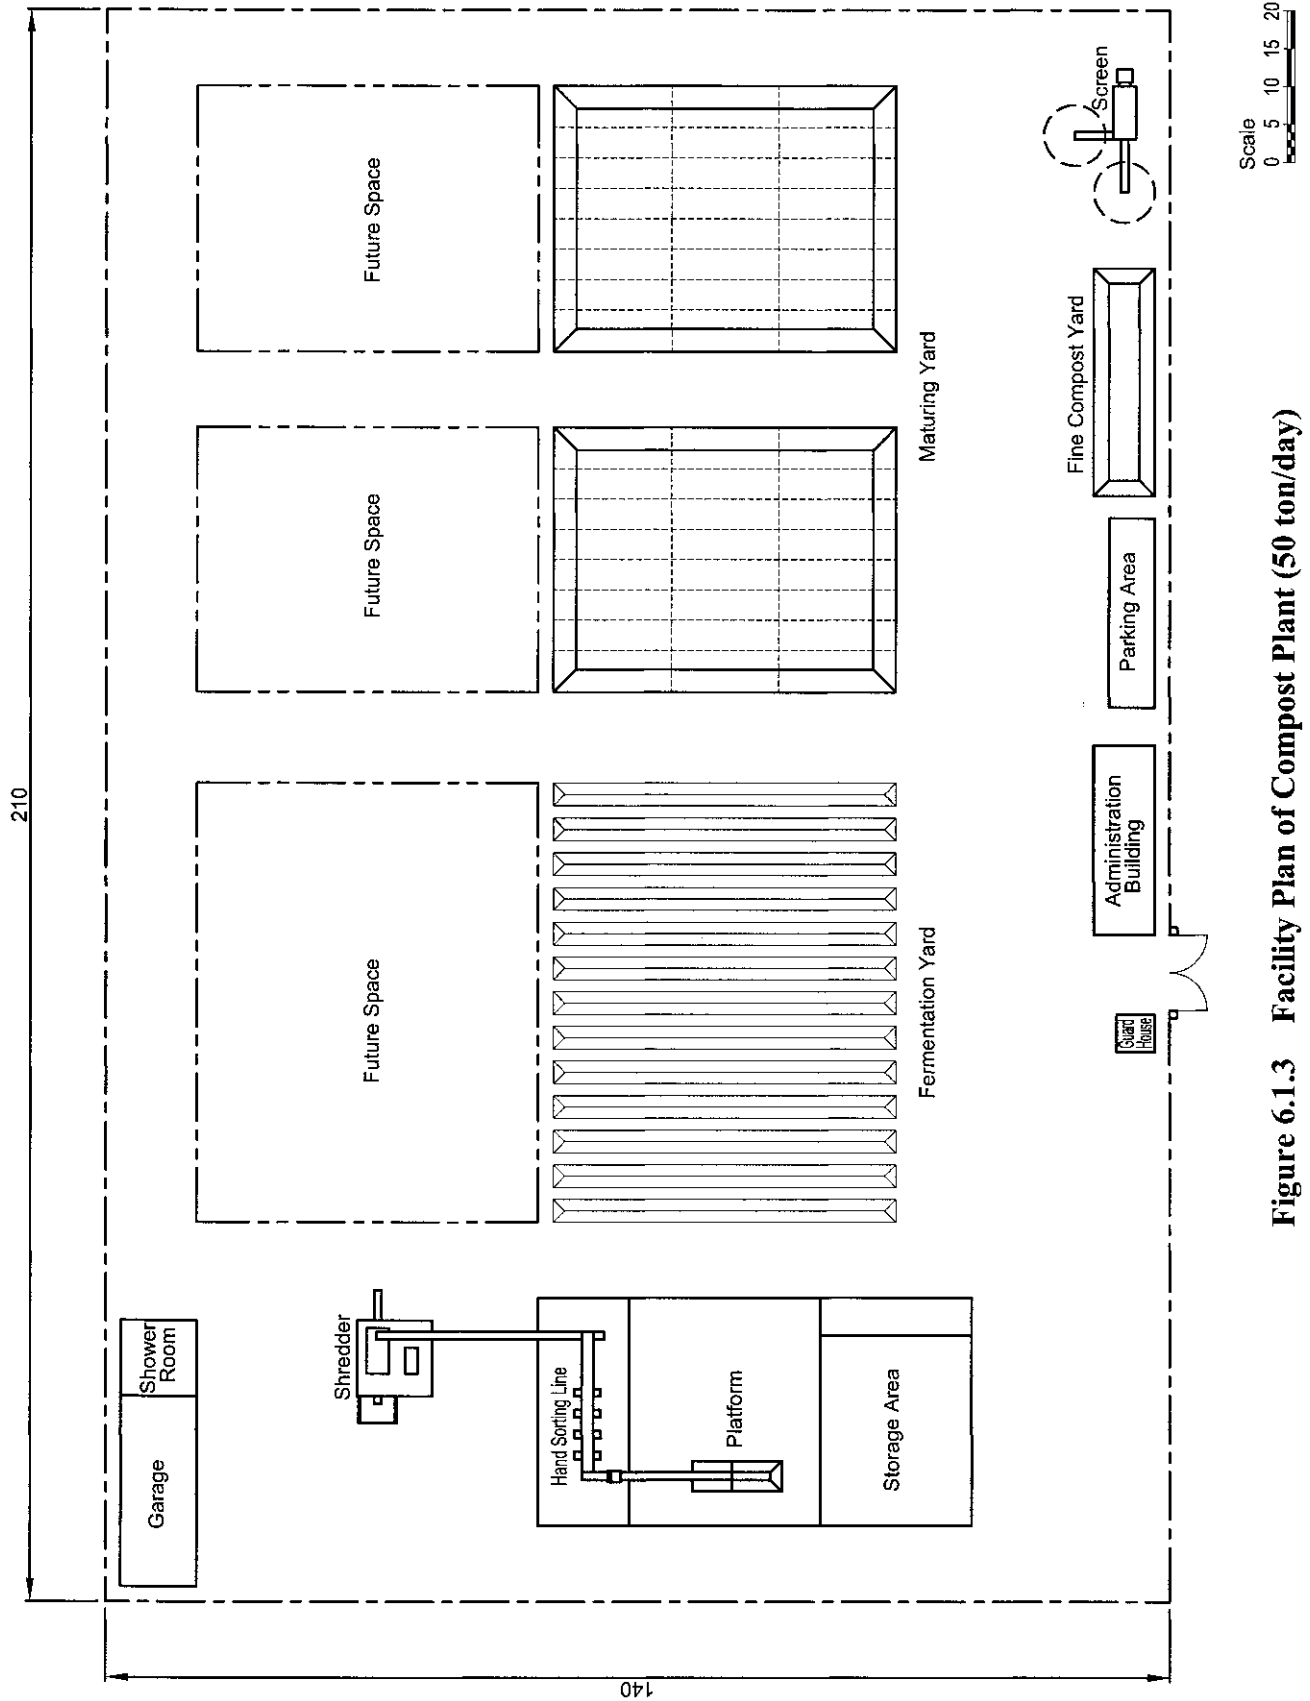 210
140
Garage
Shower
Room
Shredder
Future Space
Future Space
Future Space
Hand Sorting Line
Platform
Storage Area
Fermentation Yard
Maturing Yard
Guard
House
Administration
Building
Parking Area
Fine Compost Yard
Screen
Scale
0 5 10 15 20
Figure 6.1.3 Facility Plan of Compost Plant (50 ton/day)